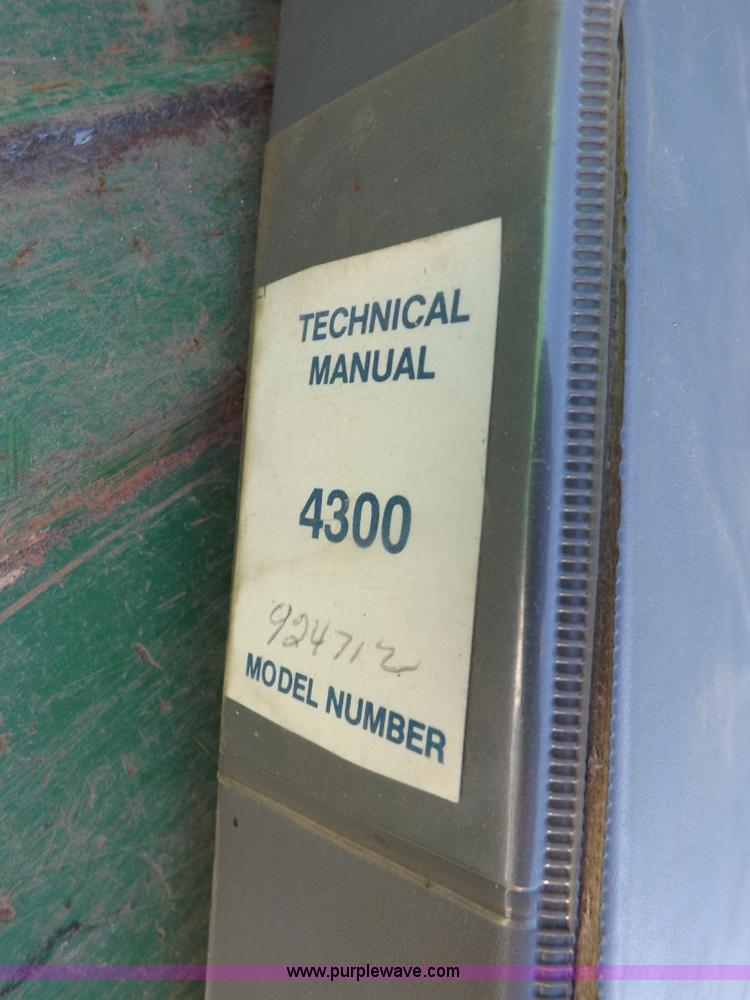 TECHNICAL
MANUAL
4300
924712
MODEL NUMBER
www.purplewave.com